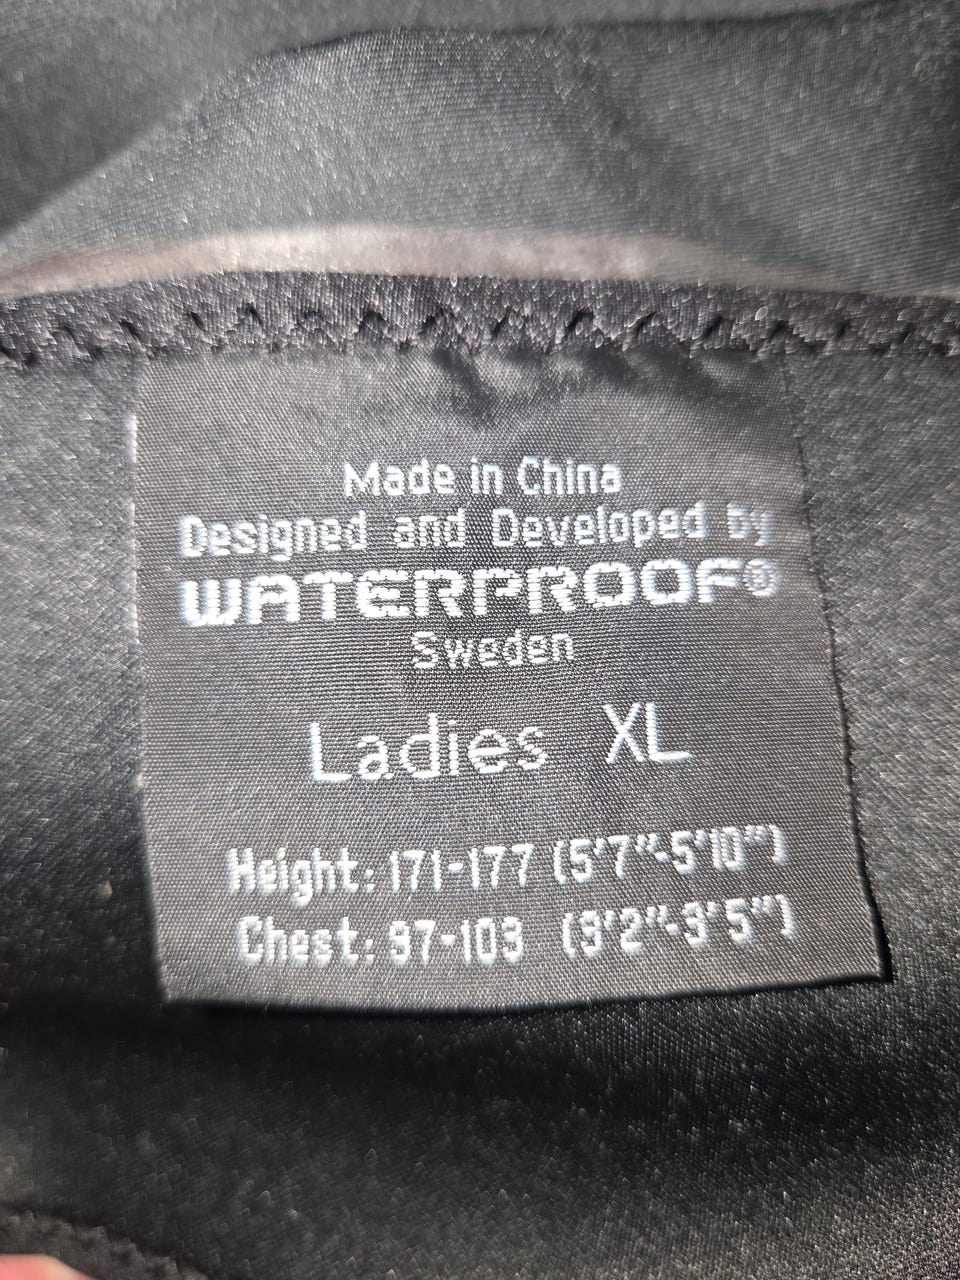 Made in China
Designed and Developed by
WATERPROOF®
Sweden
Ladies XL
Height: 171-177 (5'7"-5'10")
Chest: 97-103 (3'2"-3'5")